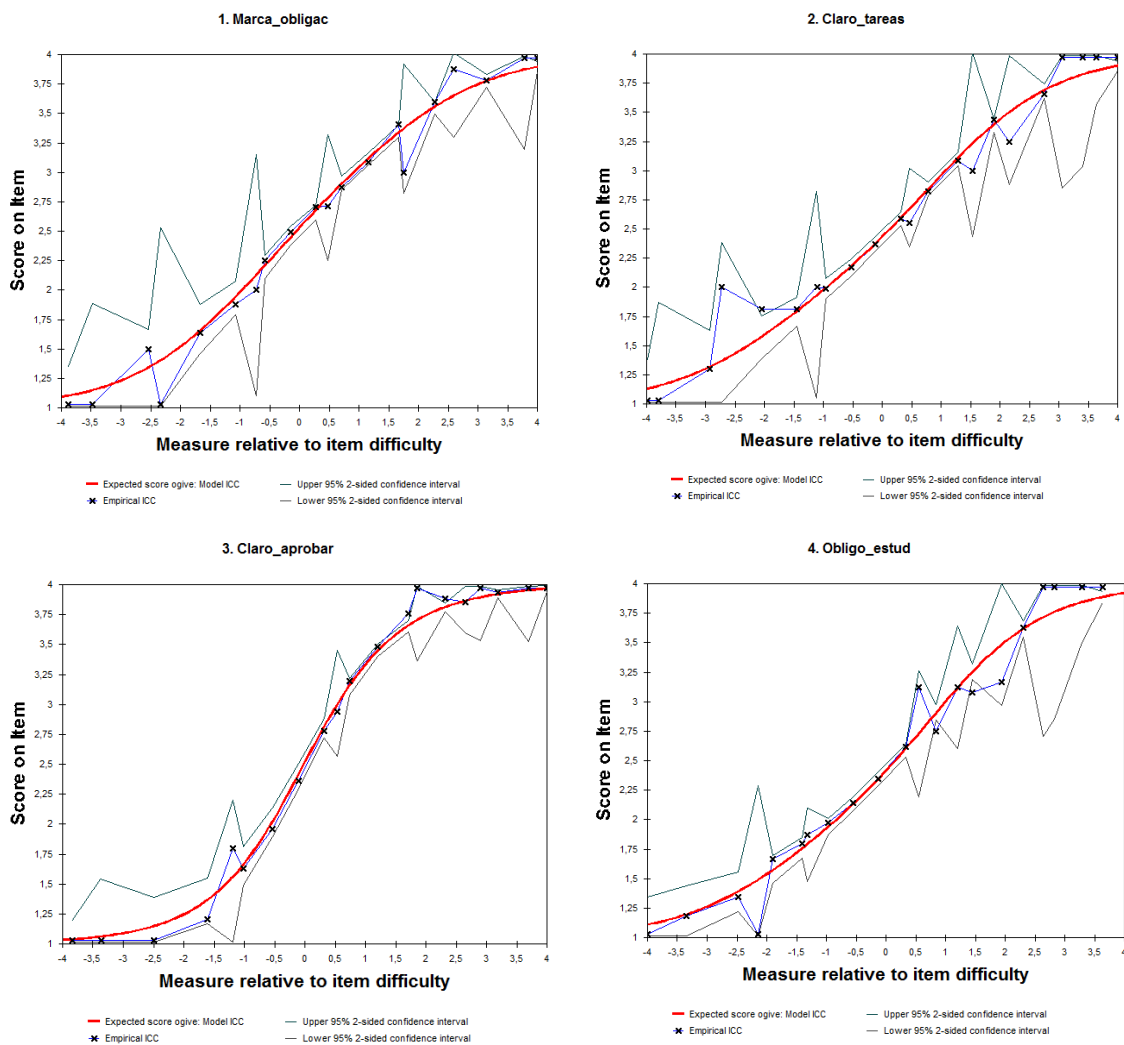 1. Marca_obligac
Score on Item
4
3,75
3,5
3,25
3
2,75
2,5
2,25
2
1,75
1,5
1,25
1
-4 -3,5 -3 -2,5 -2 -1,5 -1 -0,5 0 0,5 1 1,5 2 2,5 3 3,5 4
Measure relative to item difficulty
Expected score ogive: Model ICC
Upper 95% 2-sided confidence interval
Empirical ICC
Lower 95% 2-sided confidence interval
2. Claro_tareas
Score on Item
4
3,75
3,5
3,25
3
2,75
2,5
2,25
2
1,75
1,5
1,25
1
-4 -3,5 -3 -2,5 -2 -1,5 -1 -0,5 0 0,5 1 1,5 2 2,5 3 3,5 4
Measure relative to item difficulty
Expected score ogive: Model ICC
Upper 95% 2-sided confidence interval
Empirical ICC
Lower 95% 2-sided confidence interval
3. Claro_aprobar
Score on Item
4
3,75
3,5
3,25
3
2,75
2,5
2,25
2
1,75
1,5
1,25
1
-4 -3,5 -3 -2,5 -2 -1,5 -1 -0,5 0 0,5 1 1,5 2 2,5 3 3,5 4
Measure relative to item difficulty
Expected score ogive: Model ICC
Upper 95% 2-sided confidence interval
Empirical ICC
Lower 95% 2-sided confidence interval
4. Obligo_estud
Score on Item
4
3,75
3,5
3,25
3
2,75
2,5
2,25
2
1,75
1,5
1,25
1
-4 -3,5 -3 -2,5 -2 -1,5 -1 -0,5 0 0,5 1 1,5 2 2,5 3 3,5 4
Measure relative to item difficulty
Expected score ogive: Model ICC
Upper 95% 2-sided confidence interval
Empirical ICC
Lower 95% 2-sided confidence interval